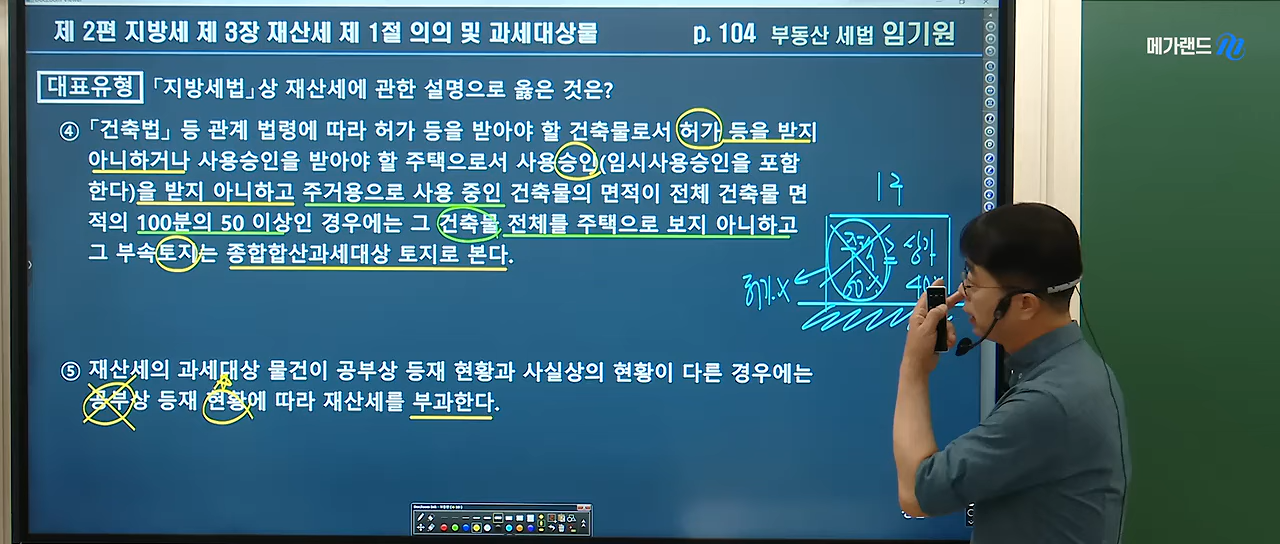 제 2편 지방세 제 3장 재산세 제 1절 의의 및 과세대상물 p. 104 부동산 세법 임기원
메가랜드
대표유형 「지방세법」상 재산세에 관한 설명으로 옳은 것은?
④ 「건축법」 등 관계 법령에 따라 허가 등을 받아야 할 건축물로서 허가 등을 받지
아니하거나 사용승인을 받아야 할 주택으로서 사용승인(임시사용승인을 포함
한다)을 받지 아니하고 주거용으로 사용 중인 건축물의 면적이 전체 건축물 면
적의 100분의 50 이상인 경우에는 그 건축물 전체를 주택으로 보지 아니하고
그 부속토지는 종합합산과세대상 토지로 본다.
1구
≥ 상가
60%
허가.X
⑤ 재산세의 과세대상 물건이 공부상 등재 현황과 사실상의 현황이 다른 경우에는
공부상 등재 현황에 따라 재산세를 부과한다.